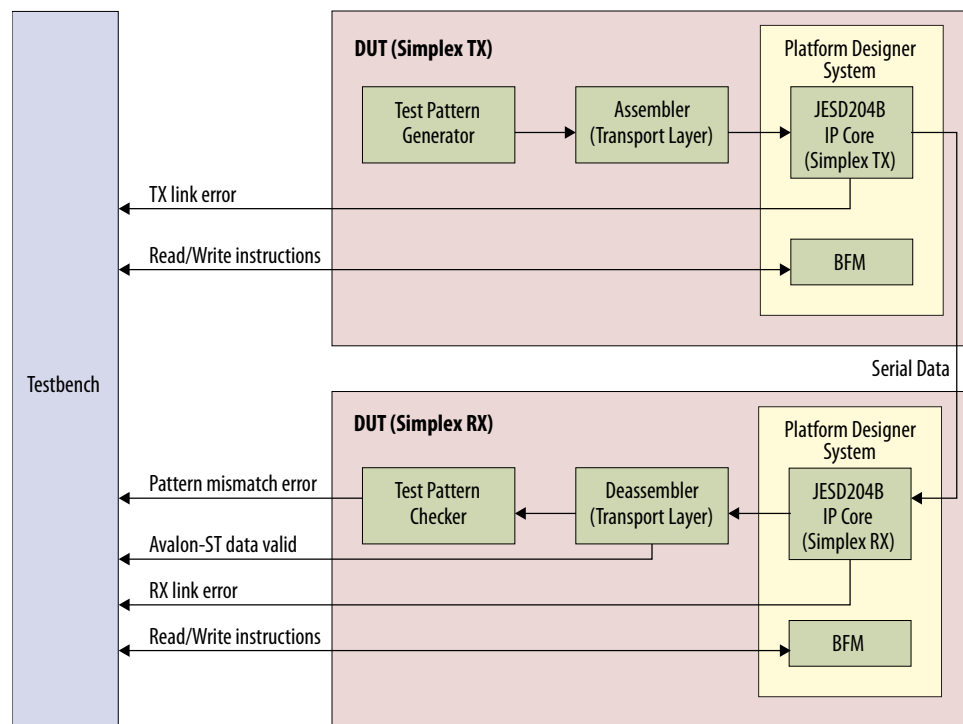 DUT (Simplex TX)
Platform Designer
System
Test Pattern
Generator
Assembler
(Transport Layer)
JESD204B
IP Core
(Simplex TX)
TX link error
Read/Write instructions
BFM
Serial Data
Testbench
DUT (Simplex RX)
Platform Designer
System
Pattern mismatch error
Test Pattern
Checker
Deassembler
(Transport Layer)
JESD204B
IP Core
(Simplex RX)
Avalon-ST data valid
RX link error
Read/Write instructions
BFM